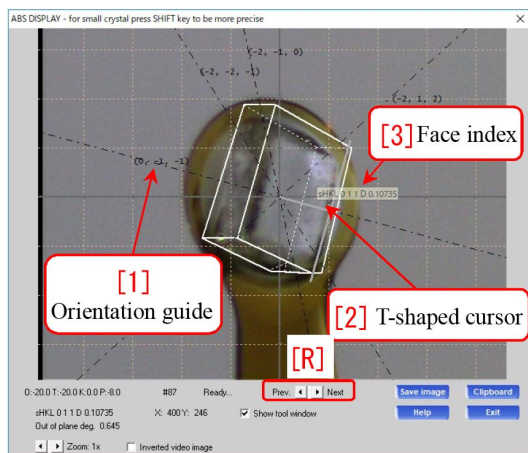 ABS DISPLAY - for small crystal press SHIFT key to be more precise
(-2, -1, 0)
(-2, -2, -1)
(-2, 1, 2)
[3] Face index
(0, -1, -1)
sHKL 0 1 1 D 0.10735
[1]
Orientation guide
[2] T-shaped cursor
[R]
O:-20.0 T:-20.0 K:0.0 P:-8.0 #87 Ready... Prev. Next Save image Clipboard
sHKL 0 1 1 D 0.10735 X: 400 Y: 246 Show tool window Help Exit
Out of plane deg. 0.645
Zoom: 1x Inverted video image